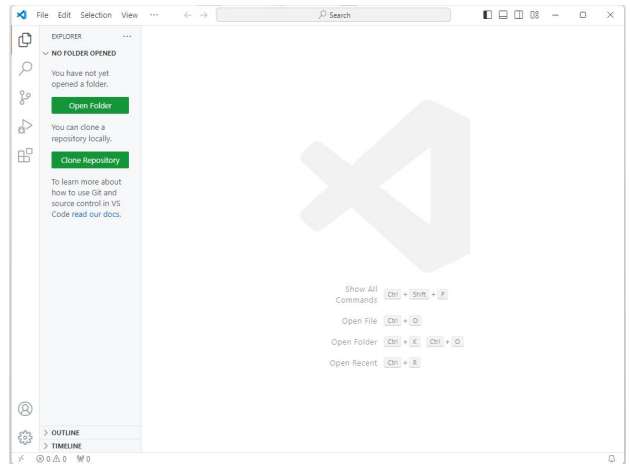 File Edit Selection View ··· Search
EXPLORER ···
NO FOLDER OPENED
You have not yet
opened a folder.
Open Folder
You can clone a
repository locally.
Clone Repository
To learn more about
how to use Git and
source control in VS
Code read our docs.
Show All
Commands Ctrl + Shift + P
Open File Ctrl + O
Open Folder Ctrl + K Ctrl + O
Open Recent Ctrl + R
OUTLINE
TIMELINE
0 0 0